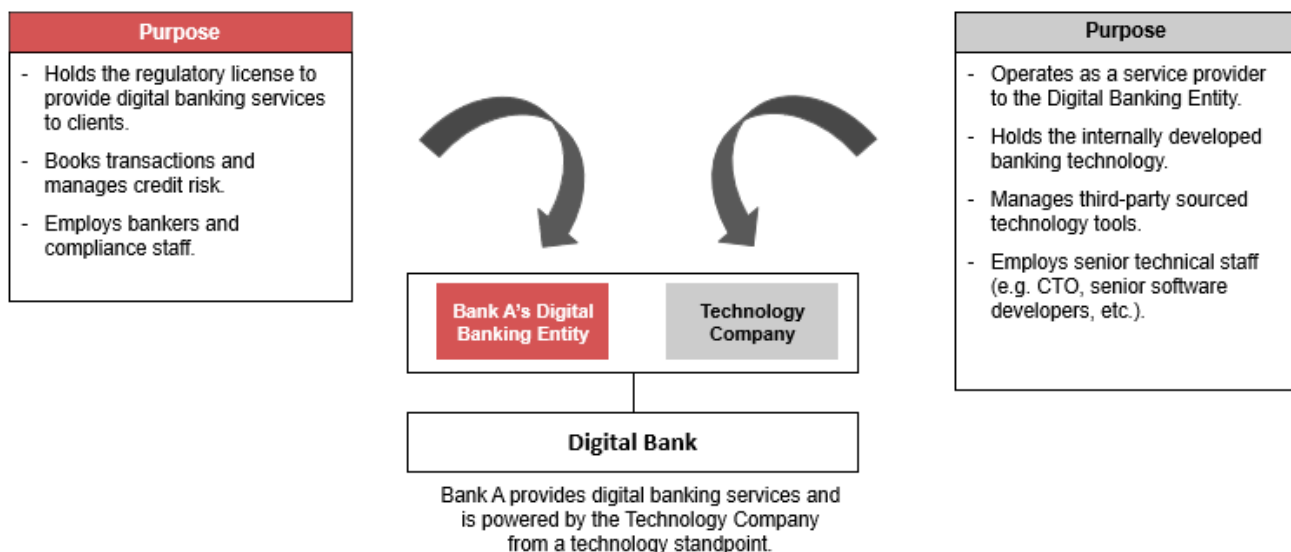 Purpose
- Holds the regulatory license to
provide digital banking services
to clients.
- Books transactions and
manages credit risk.
- Employs bankers and
compliance staff.
Purpose
- Operates as a service provider
to the Digital Banking Entity.
- Holds the internally developed
banking technology.
- Manages third-party sourced
technology tools.
- Employs senior technical staff
(e.g. CTO, senior software
developers, etc.).
Bank A's Digital
Banking Entity
Technology
Company
Digital Bank
Bank A provides digital banking services and
is powered by the Technology Company
from a technology standpoint.